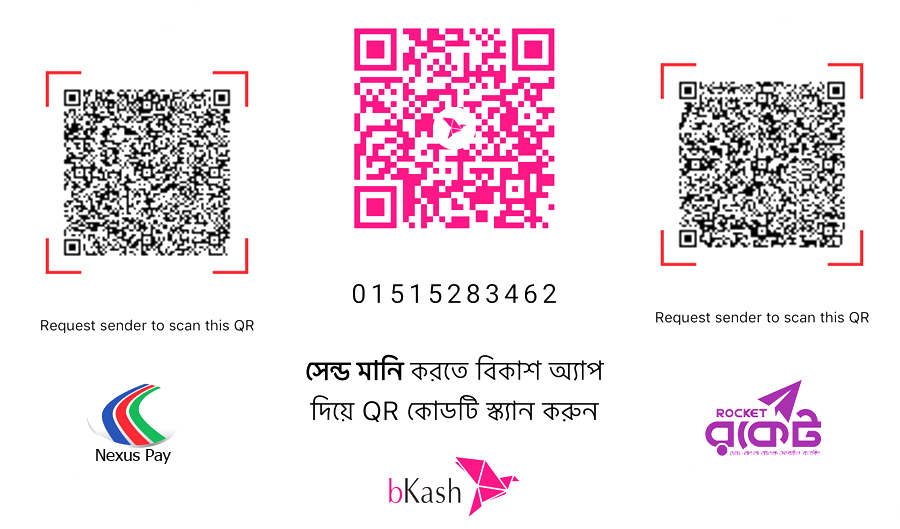 01515283462
Request sender to scan this QR
Request sender to scan this QR
সেন্ড মানি করতে বিকাশ অ্যাপ
দিয়ে QR কোডটি স্ক্যান করুন
Nexus Pay
ROCKET
রকেট
bKash